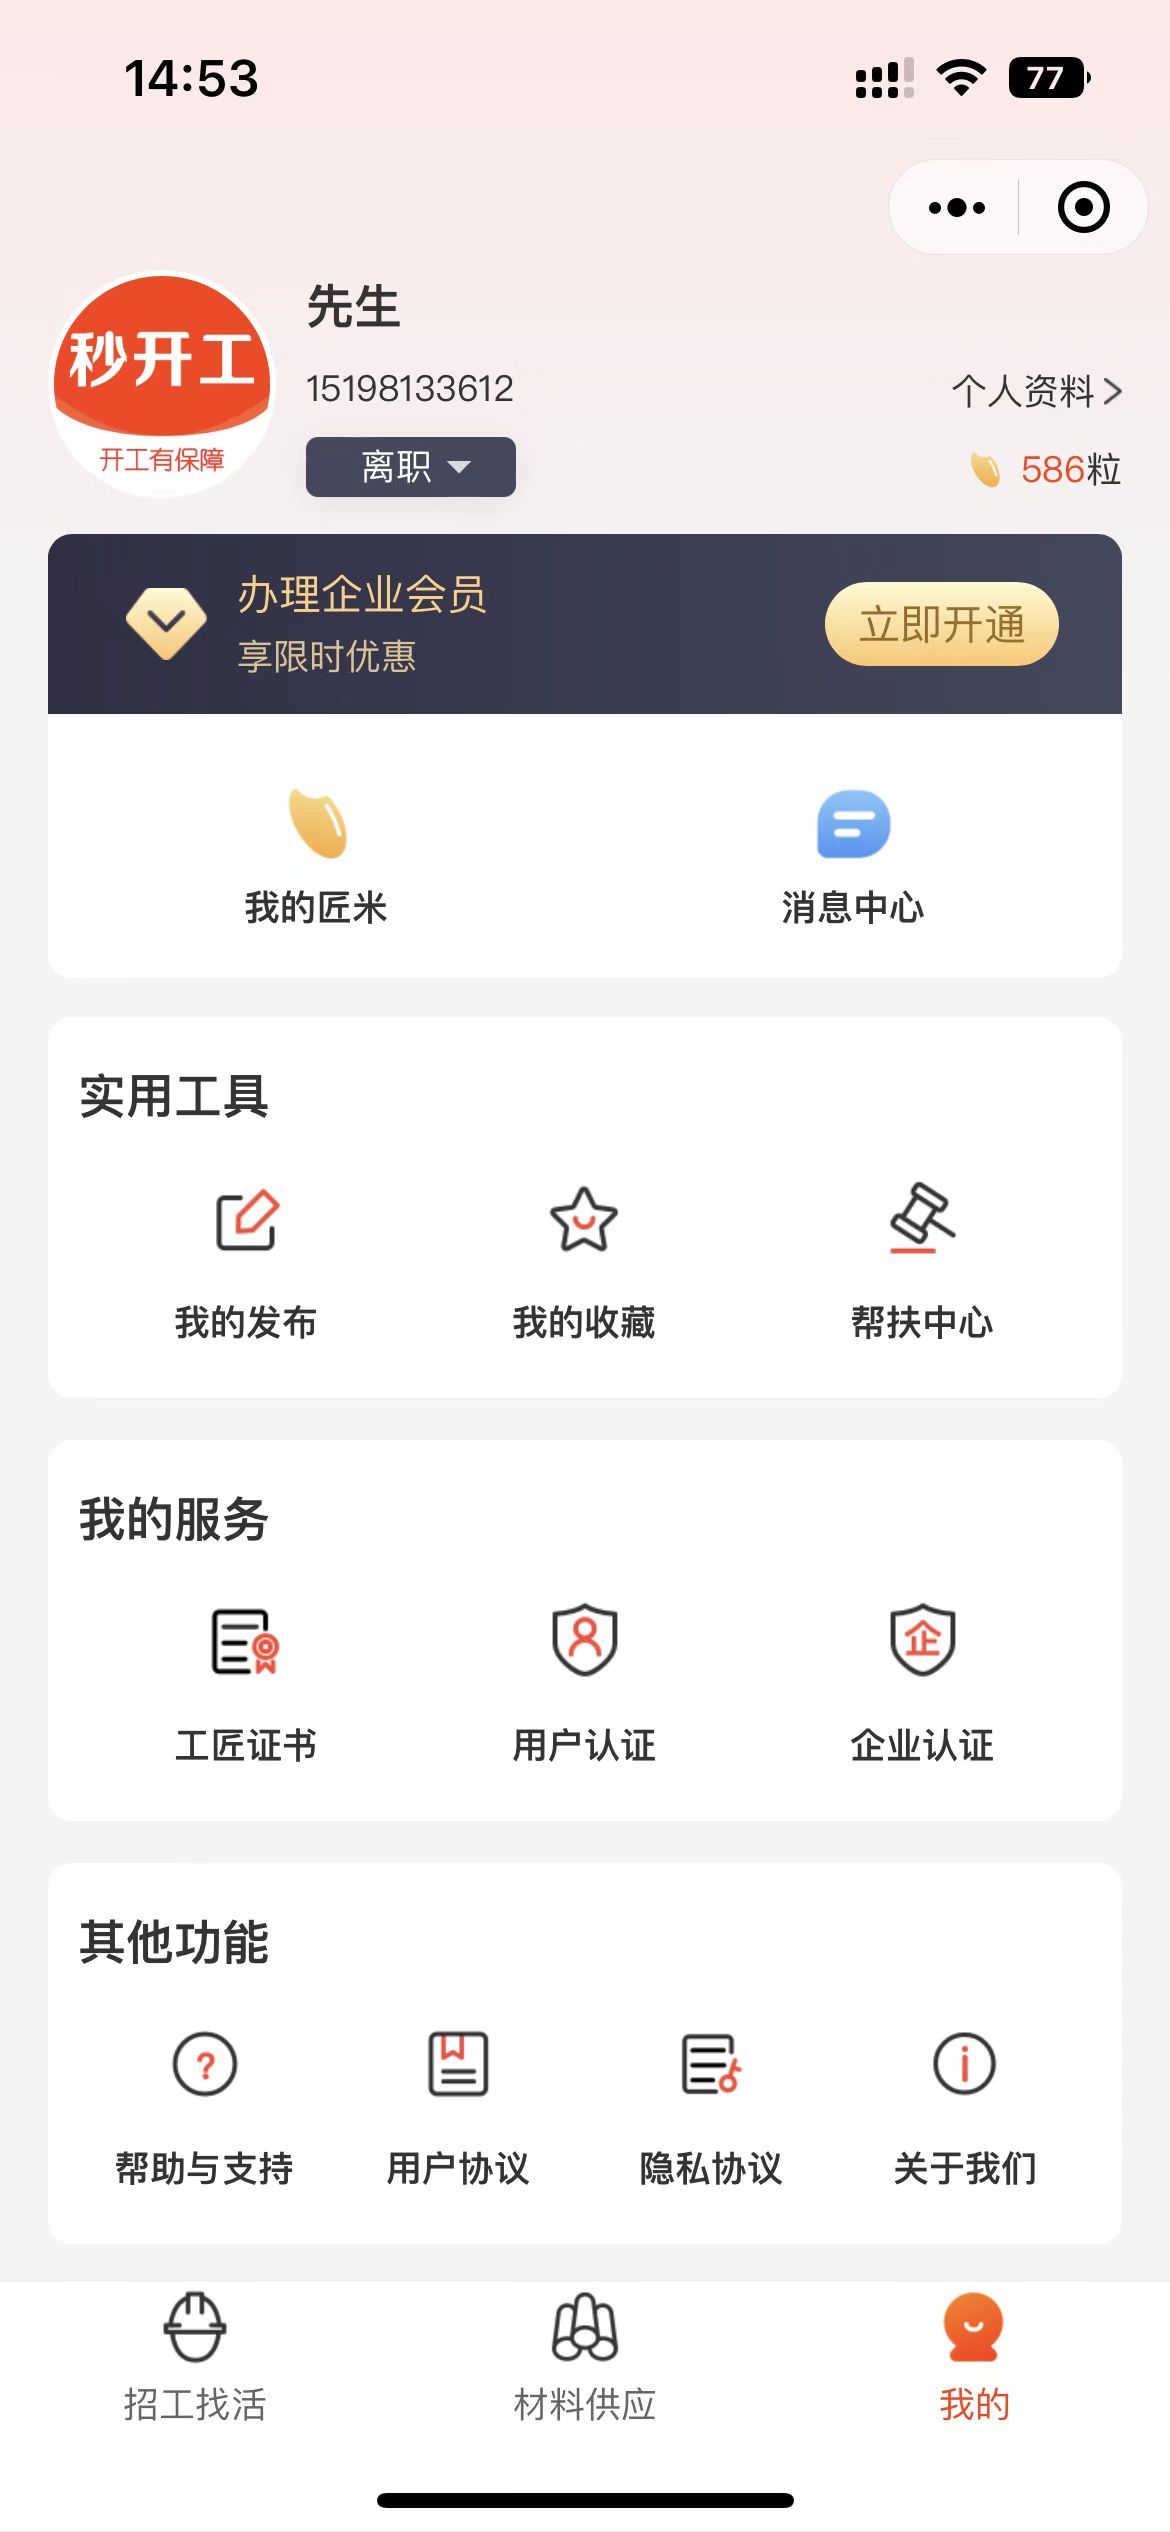 14:53
77
秒开工
开工有保障
先生
15198133612
个人资料
离职
586粒
办理企业会员
享限时优惠
立即开通
我的匠米
消息中心
实用工具
我的发布
我的收藏
帮扶中心
我的服务
企
工匠证书
用户认证
企业认证
其他功能
?
i
帮助与支持
用户协议
隐私协议
关于我们
招工找活
材料供应
我的